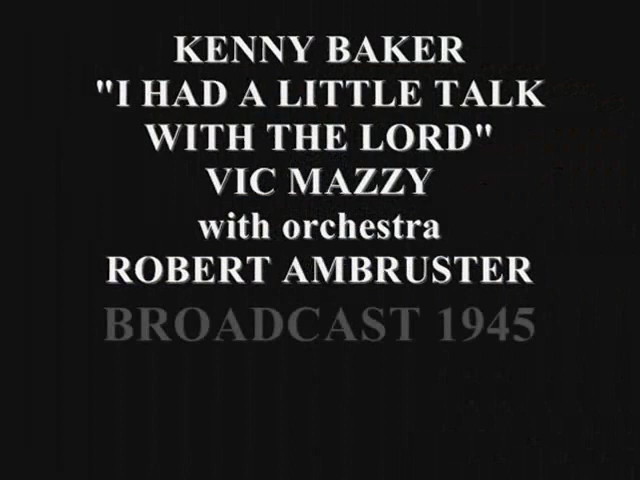 KENNY BAKER
"I HAD A LITTLE TALK
WITH THE LORD"
VIC MAZZY
with orchestra
ROBERT AMBRUSTER
BROADCAST 1945